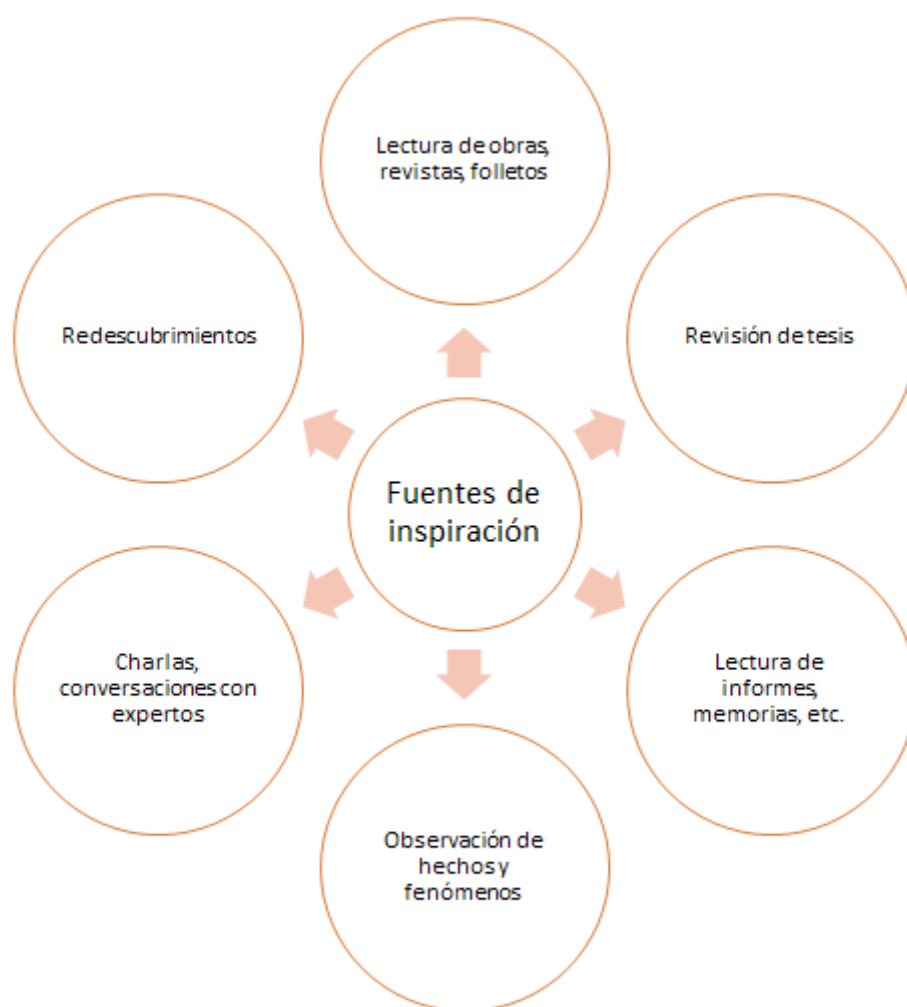 Lectura de obras,
revistas, folletos
Redescubrimientos
Revisión de tesis
Fuentes de
inspiración
Charlas,
conversaciones con
expertos
Lectura de
informes,
memorias, etc.
Observación de
hechos y
fenómenos